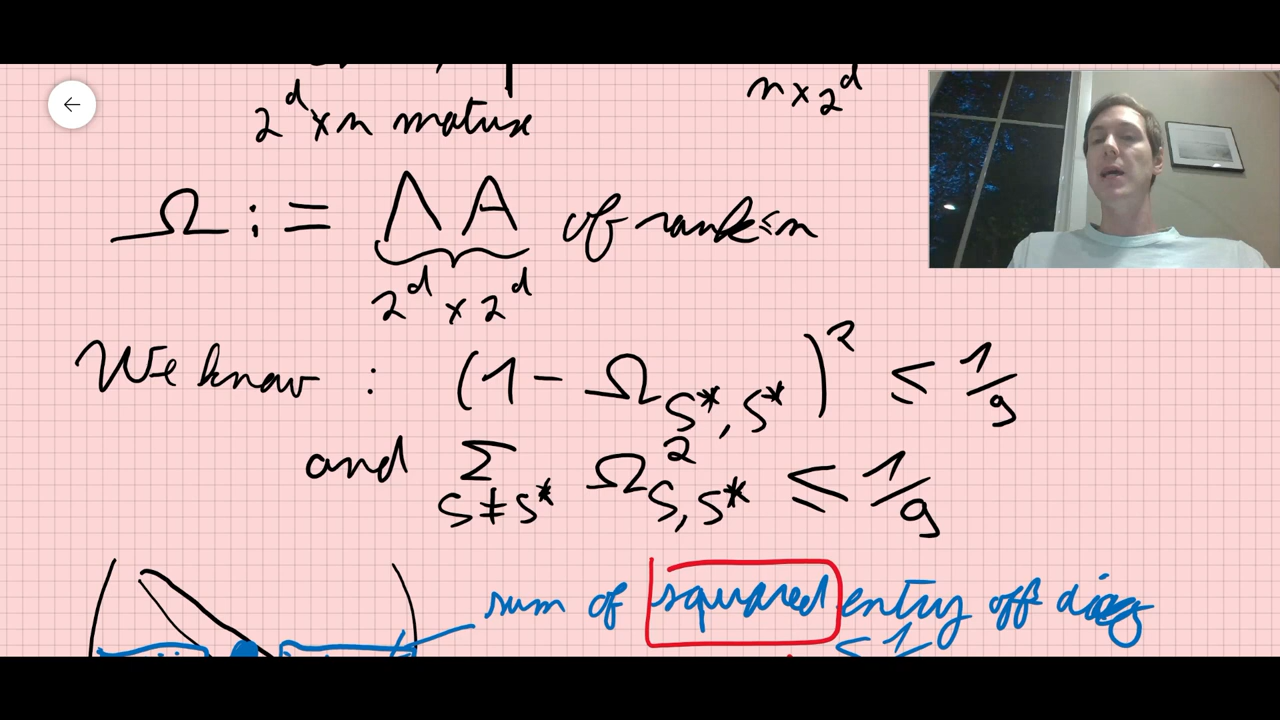 n × 2^d
2^d × n matrix
Ω := Λ A of rank ≤ n
2^d × 2^d
We know : (1 - Ω_{S*, S*})^2 ≤ 1/9
and Σ_{S ≠ S*} Ω^2_{S, S*} ≤ 1/9
sum of squared entry off diag
≤ 1/